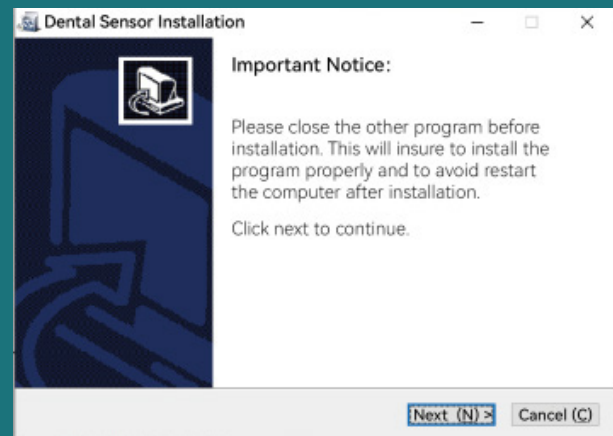 Dental Sensor Installation
Important Notice:
Please close the other program before
installation. This will insure to install the
program properly and to avoid restart
the computer after installation.
Click next to continue.
Next (N) >
Cancel (C)